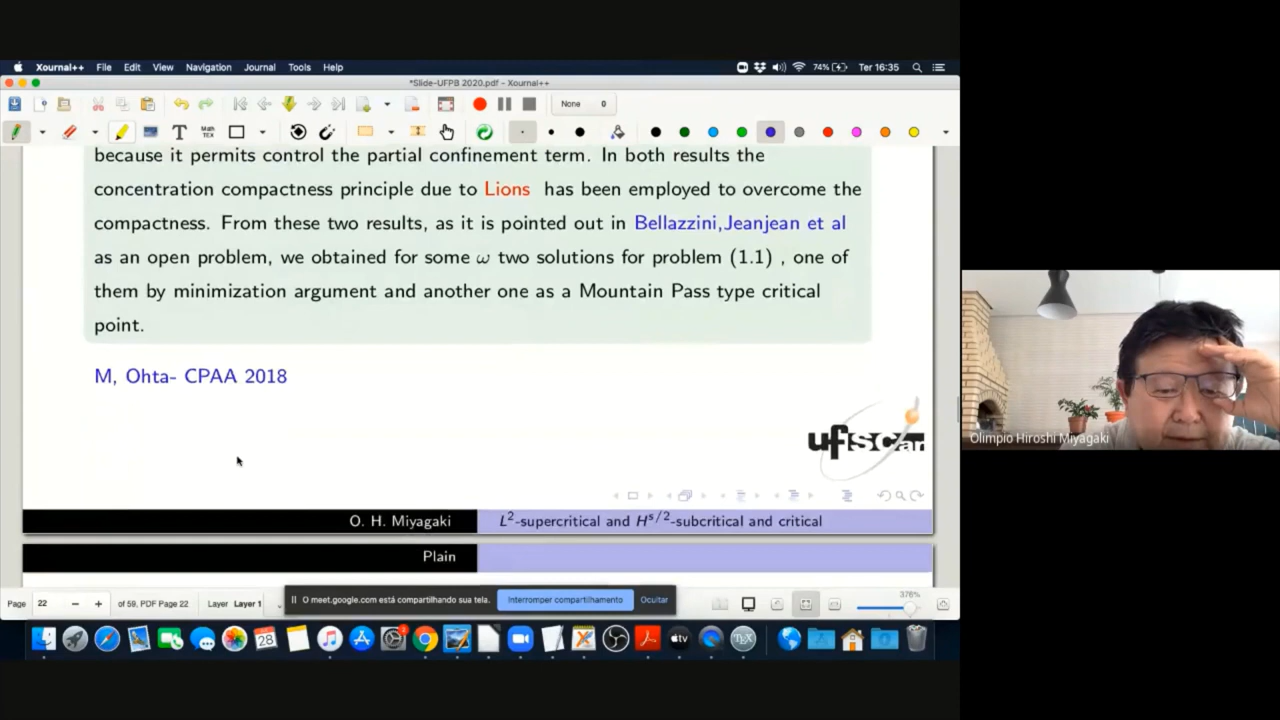 Xournal++ File Edit View Navigation Journal Tools Help 74% Ter 16:35
*Slide-UFPB 2020.pdf - Xournal++
None 0
T Math TEX
because it permits control the partial confinement term. In both results the
concentration compactness principle due to Lions has been employed to overcome the
compactness. From these two results, as it is pointed out in Bellazzini,Jeanjean et al
as an open problem, we obtained for some ω two solutions for problem (1.1) , one of
them by minimization argument and another one as a Mountain Pass type critical
point.
M, Ohta- CPAA 2018
ufscar
O. H. Miyagaki L²-supercritical and H^{s/2}-subcritical and critical
Plain
Page 22 of 59, PDF Page 22 Layer Layer 1
O meet.google.com está compartilhando sua tela. Interromper compartilhamento Ocultar
376%
28
tv
TEX
Olimpio Hiroshi Miyagaki